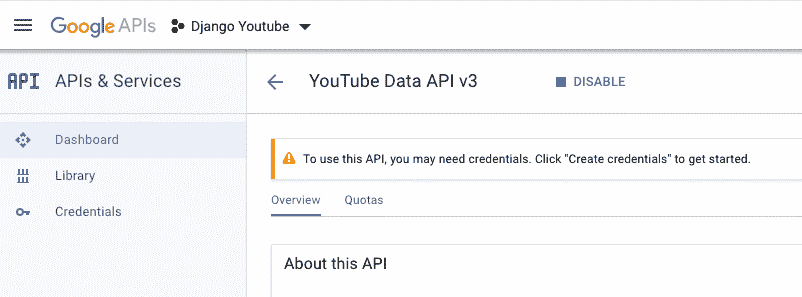 Google APIs Django Youtube
API APIs & Services
YouTube Data API v3 DISABLE
Dashboard
Library
Credentials
To use this API, you may need credentials. Click "Create credentials" to get started.
Overview Quotas
About this API